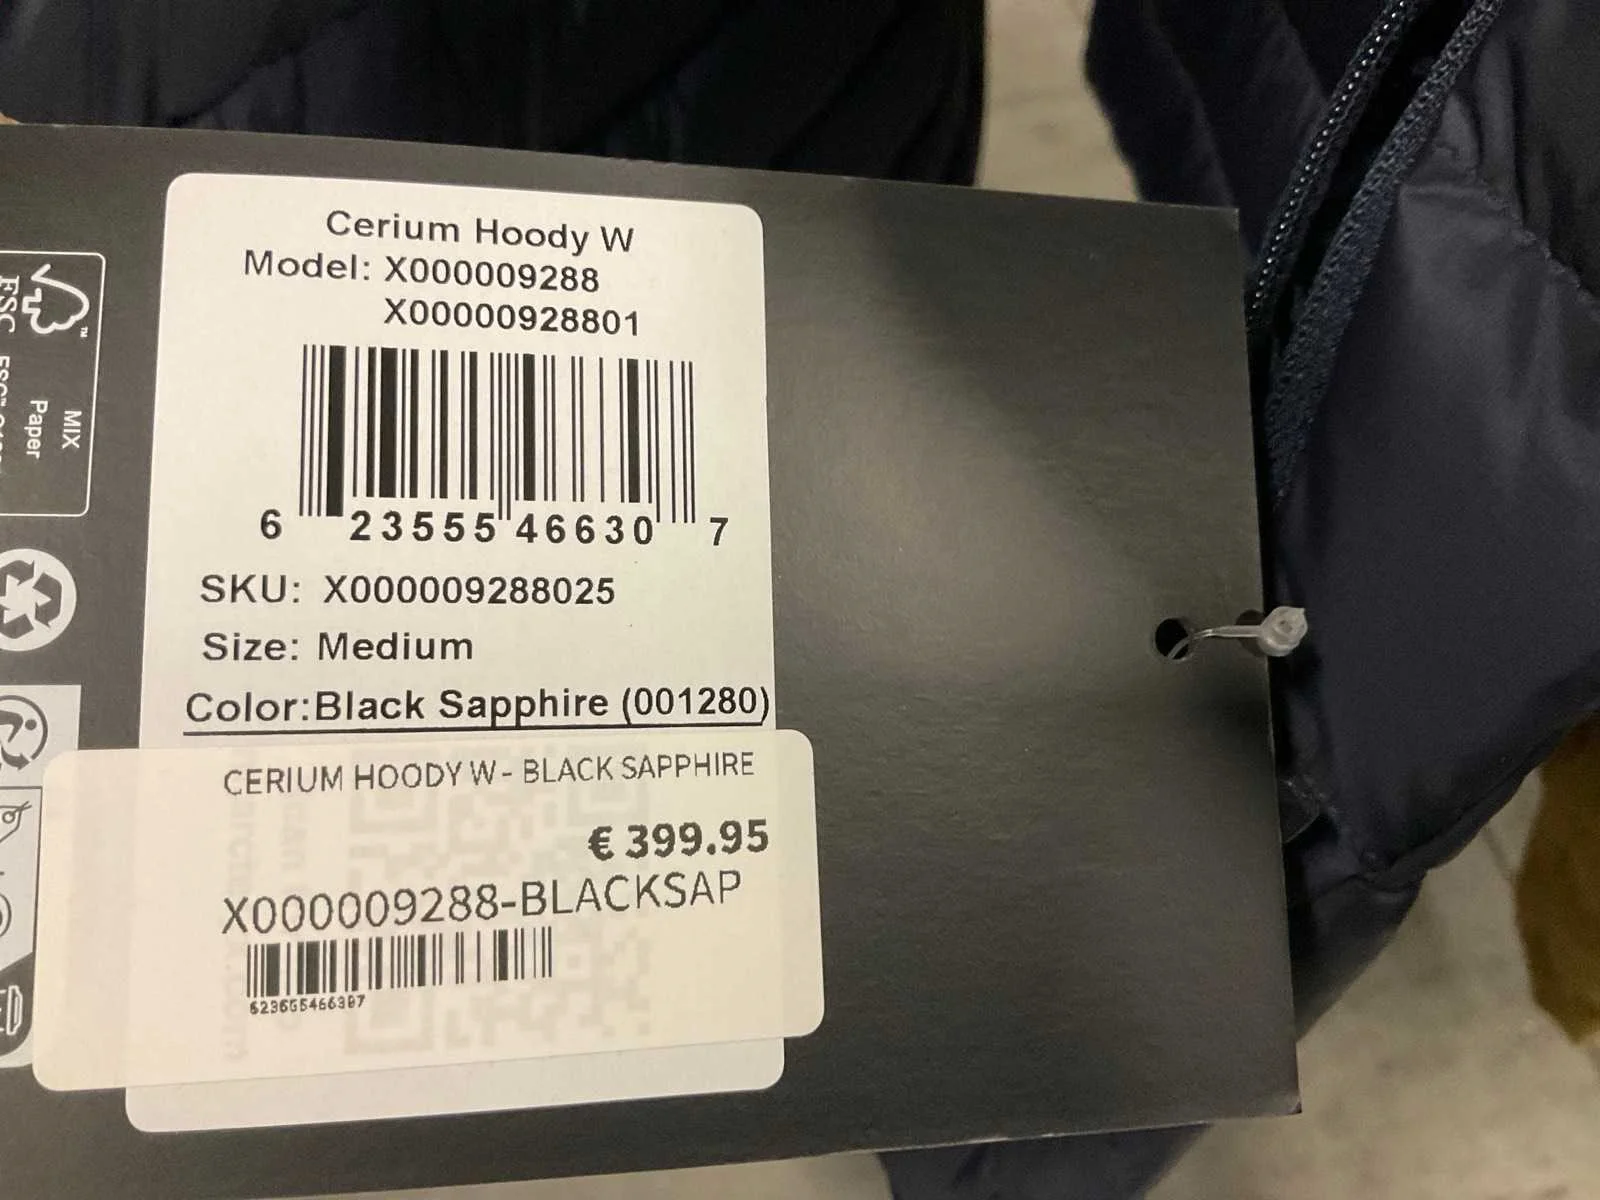 Cerium Hoody W
Model: X000009288
X00000928801
6 23555 46630 7
SKU: X000009288025
Size: Medium
Color:Black Sapphire (001280)
CERIUM HOODY W - BLACK SAPPHIRE
€ 399.95
X000009288-BLACKSAP
623555466307
FSC
MIX
Paper